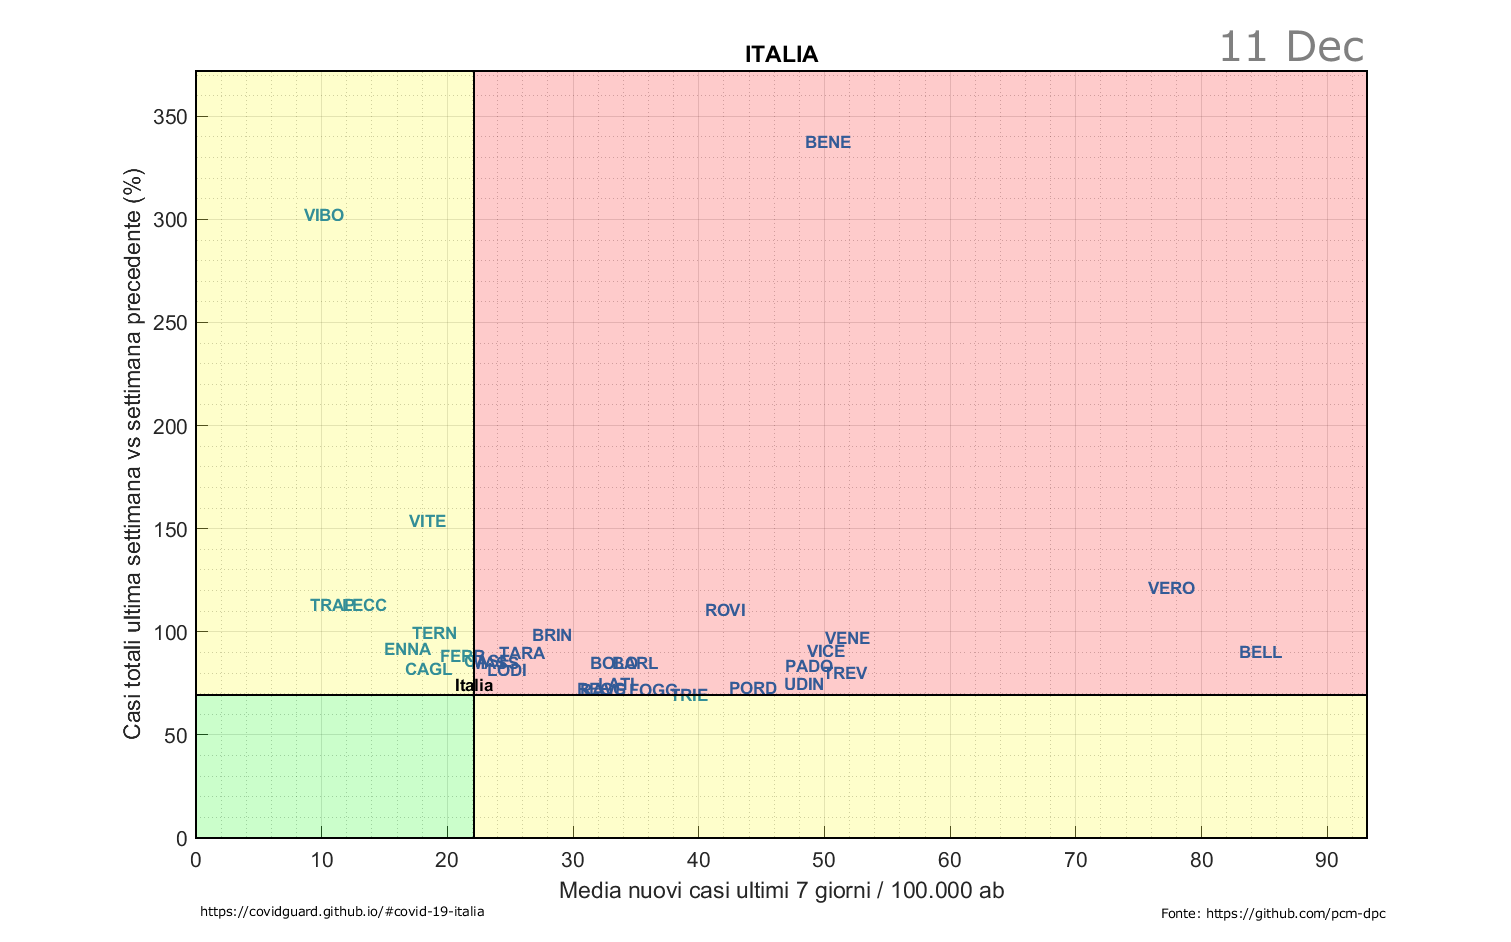 11 Dec
ITALIA
Casi totali ultima settimana vs settimana precedente (%)
350
300
250
200
150
100
50
0
BENE
VIBO
VITE
VERO
TRAP
LECC
ROVI
TERN
BRIN
VENE
ENNA
TARA
VICE
BELL
FERR
LODI
BARL
PADO
CAGL
TREV
LATI
UDIN
Italia
FOGG
TRIE
PORD
0 10 20 30 40 50 60 70 80 90
Media nuovi casi ultimi 7 giorni / 100.000 ab
https://covidguard.github.io/#covid-19-italia
Fonte: https://github.com/pcm-dpc